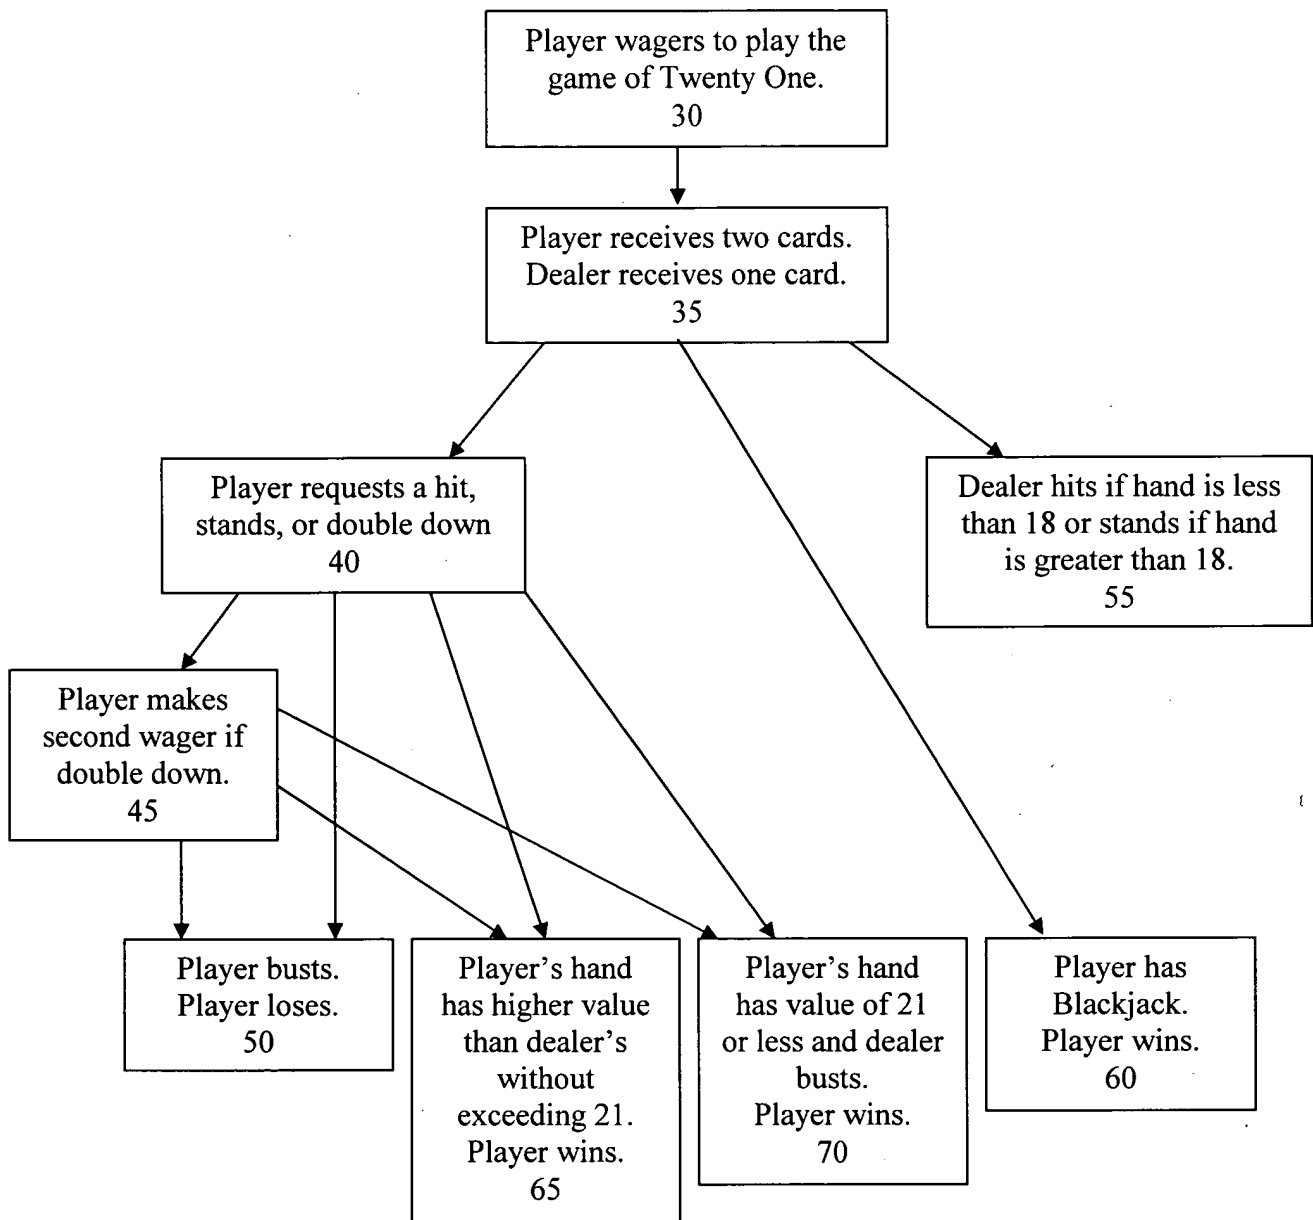 Player wagers to play the
game of Twenty One.
30
Player receives two cards.
Dealer receives one card.
35
Player requests a hit,
stands, or double down
40
Dealer hits if hand is less
than 18 or stands if hand
is greater than 18.
55
Player makes
second wager if
double down.
45
Player busts.
Player loses.
50
Player’s hand
has higher value
than dealer’s
without
exceeding 21.
Player wins.
65
Player’s hand
has value of 21
or less and dealer
busts.
Player wins.
70
Player has
Blackjack.
Player wins.
60